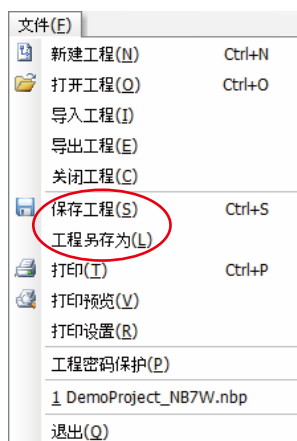 文件(F)
新建工程(N) Ctrl+N
打开工程(O) Ctrl+O
导入工程(I)
导出工程(E)
关闭工程(C)
保存工程(S) Ctrl+S
工程另存为(L)
打印(T) Ctrl+P
打印预览(V)
打印设置(R)
工程密码保护(P)
1 DemoProject_NB7W.nbp
退出(Q)